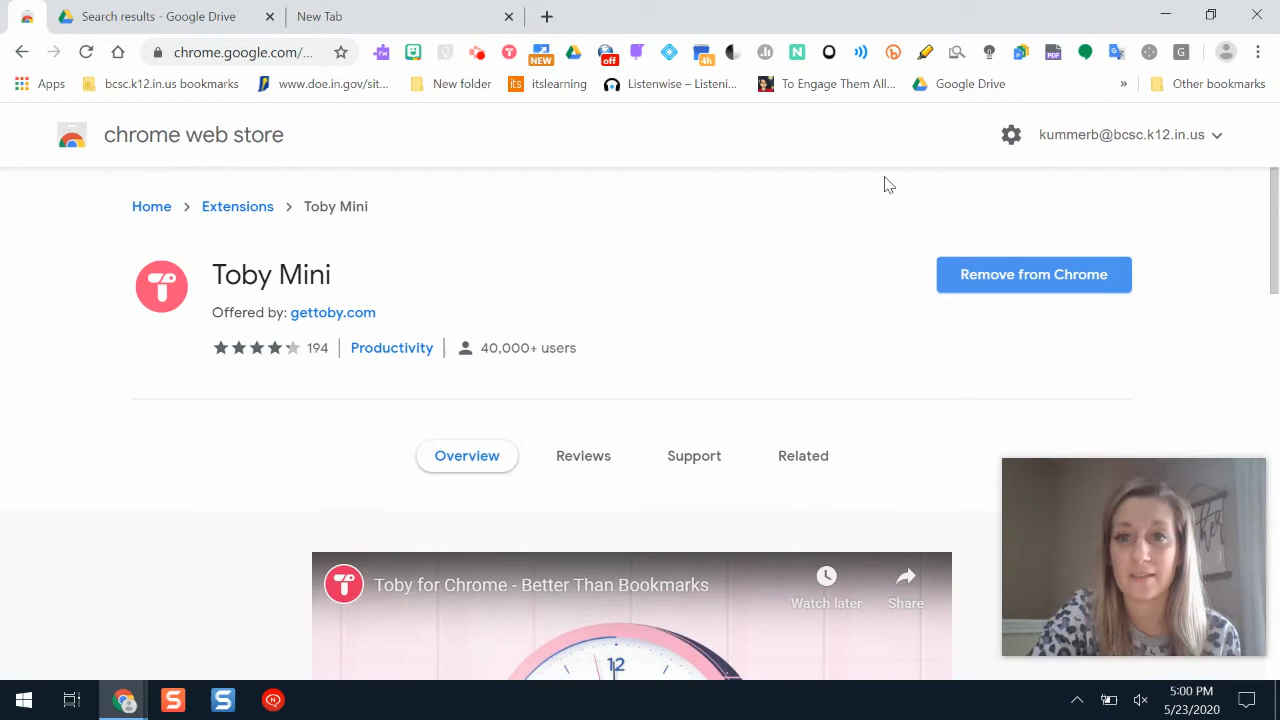 Search results - Google Drive
New Tab
chrome.google.com/...
rw
NEW
off
4h
N
PDF
G
Apps
bcsc.k12.in.us Bookmarks
www.doe.in.gov/sit...
New folder
its
itslearning
Listenwise – Listeni...
To Engage Them All...
Google Drive
»
Other bookmarks
chrome web store
kummerb@bcsc.k12.in.us
Home > Extensions > Toby Mini
Toby Mini
Remove from Chrome
Offered by: gettoby.com
194
Productivity
40,000+ users
Overview
Reviews
Support
Related
Toby for Chrome - Better Than Bookmarks
Watch later
Share
12
S
S
N
5:00 PM
5/23/2020